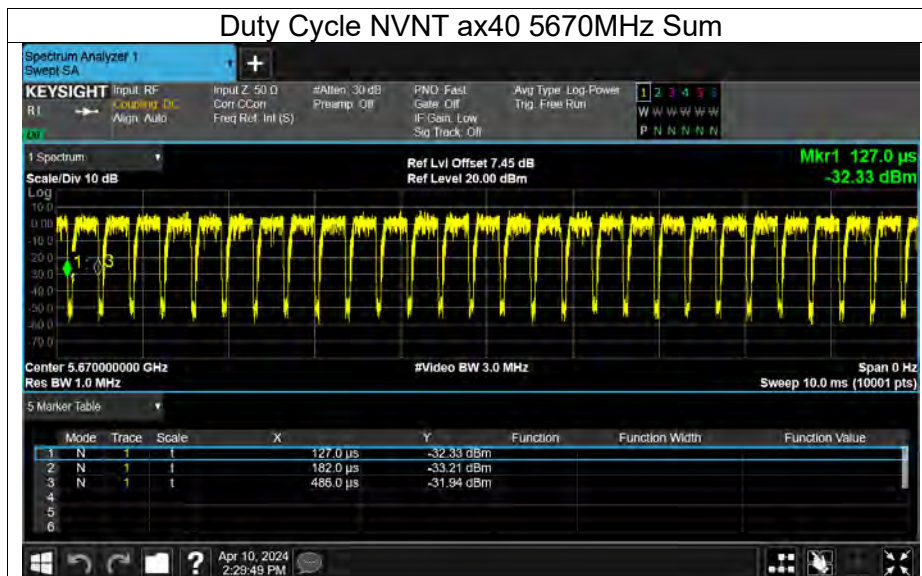 Duty Cycle NVNT ax40 5670MHz Sum
Spectrum Analyzer 1
Swept SA
+
KEYSIGHT Input: RF Input Z: 50 Ω #Atten: 30 dB PNO: Fast Avg Type: Log-Power 1 2 3 4 5 6
Coupling: DC Corr CCorr Preamp: Off Gate: Off Trig: Free Run W W W W W W
Align: Auto Freq Ref: Int (S) IF Gain: Low P N N N N N
Sig Track: Off
1 Spectrum Ref Lvl Offset 7.45 dB Mkr1 127.0 µs
Scale/Div 10 dB Ref Level 20.00 dBm -32.33 dBm
Log
10.0
0.00
-10.0
-20.0
-30.0
-40.0
-50.0
-60.0
-70.0
1 3
Center 5.670000000 GHz #Video BW 3.0 MHz Span 0 Hz
Res BW 1.0 MHz Sweep 10.0 ms (10001 pts)
5 Marker Table
Mode Trace Scale X Y Function Function Width Function Value
1 N 1 t 127.0 µs -32.33 dBm
2 N 1 t 182.0 µs -33.21 dBm
3 N 1 t 486.0 µs -31.94 dBm
4
5
6
? Apr 10, 2024
2:29:49 PM